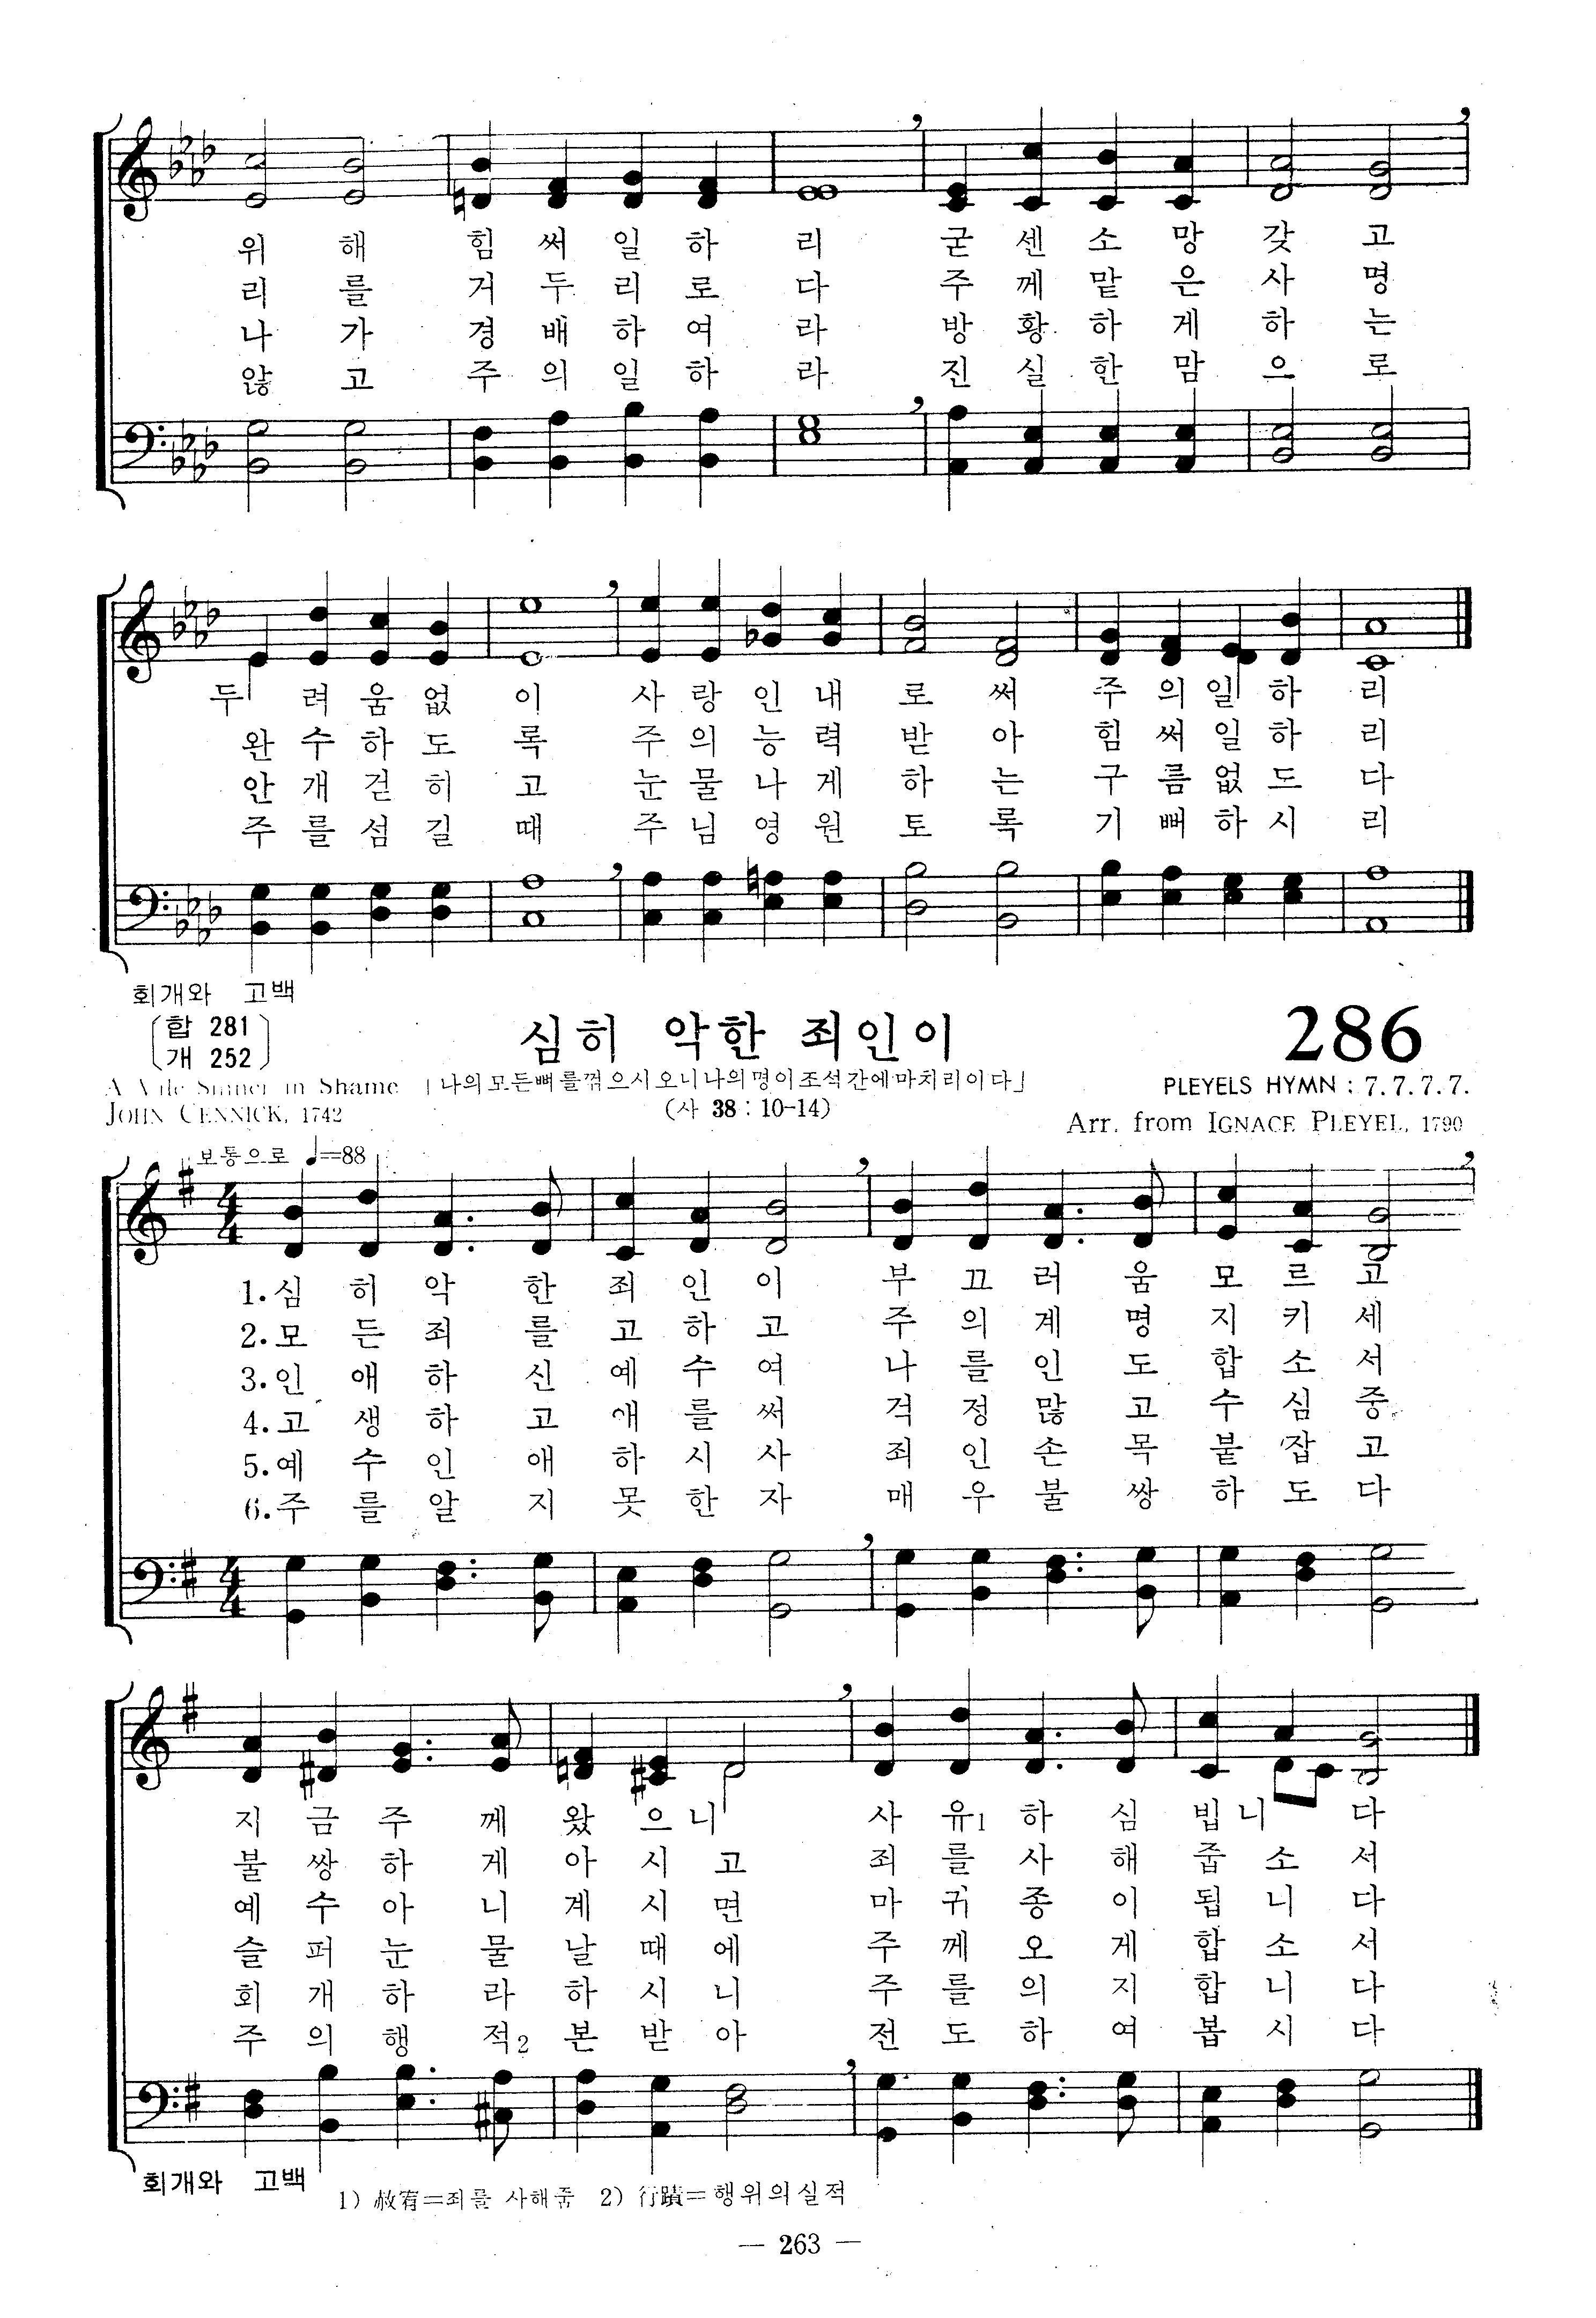 위해 힘써일하 리 굳센소망 갖고
리를 거두리로 다 주께맡은 사명
나가 경배하여 라 방황하게 하는
않고 주의일하 라 진실한맘 으로
두려움없 이 사랑인내 로써 주의일하 리
완수하도 록 주의능력 받아 힘써일하 리
안개걷히 고 눈물나게 하는 구름없드 다
주를섬길 때 주님영원 토록 기뻐하시 리
회개와 고백
(합 281)
(개 252)
심히 악한 죄인이
286
A Vile Sinner in Shame
「나의모든뼈를꺾으시오니나의명이조석간에마치리이다」
PLEYELS HYMN : 7.7.7.7.
JOHN CENNICK, 1742
(사 38 : 10-14)
Arr. from IGNACE PLEYEL, 1790
보통으로 ♩=88
1.심히악한 죄인이 부끄러움 모르고
2.모든죄를 고하고 주의계명 지키세
3.인애하신 예수여 나를인도 합소서
4.고생하고 애를써 걱정많고 수심중
5.예수인애 하시사 죄인손목 붙잡고
6.주를알지 못한자 매우불쌍 하도다
지금주께 왔으니 사유1하심 빕니다
불쌍하게 아시고 죄를사해 줍소서
예수아니 계시면 마귀종이 됩니다
슬퍼눈물 날때에 주께오게 합소서
회개하라 하시니 주를의지 합니다
주의행적2 본받아 전도하여 봅시다
회개와 고백
1) 赦宥=죄를 사해줌 2) 行蹟=행위의실적
— 263 —